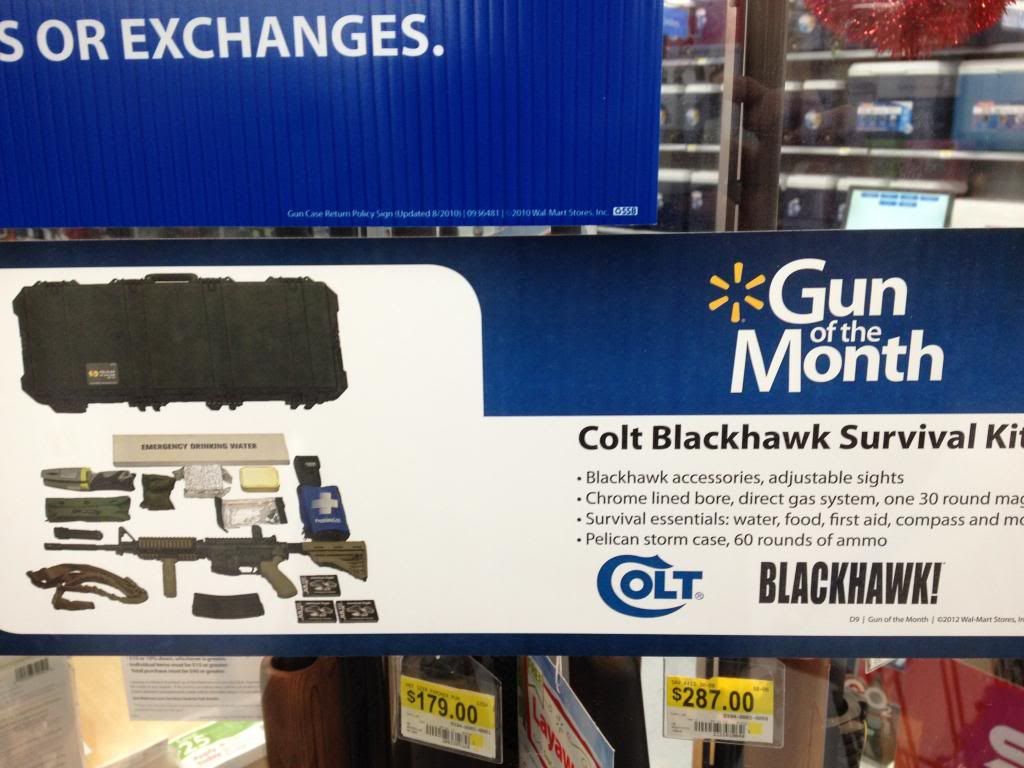 S OR EXCHANGES.
Gun Case Return Policy Sign (Updated 8/2010) | 0936481 | ©2010 Wal-Mart Stores, Inc. OSSB
Gun
of the
Month
EMERGENCY DRINKING WATER
Colt Blackhawk Survival Kit
• Blackhawk accessories, adjustable sights
• Chrome lined bore, direct gas system, one 30 round mag
• Survival essentials: water, food, first aid, compass and mo
• Pelican storm case, 60 rounds of ammo
COLT® BLACKHAWK!
D9 | Gun of the Month | ©2012 Wal-Mart Stores, In
$179.00
$287.00
Layaw
25